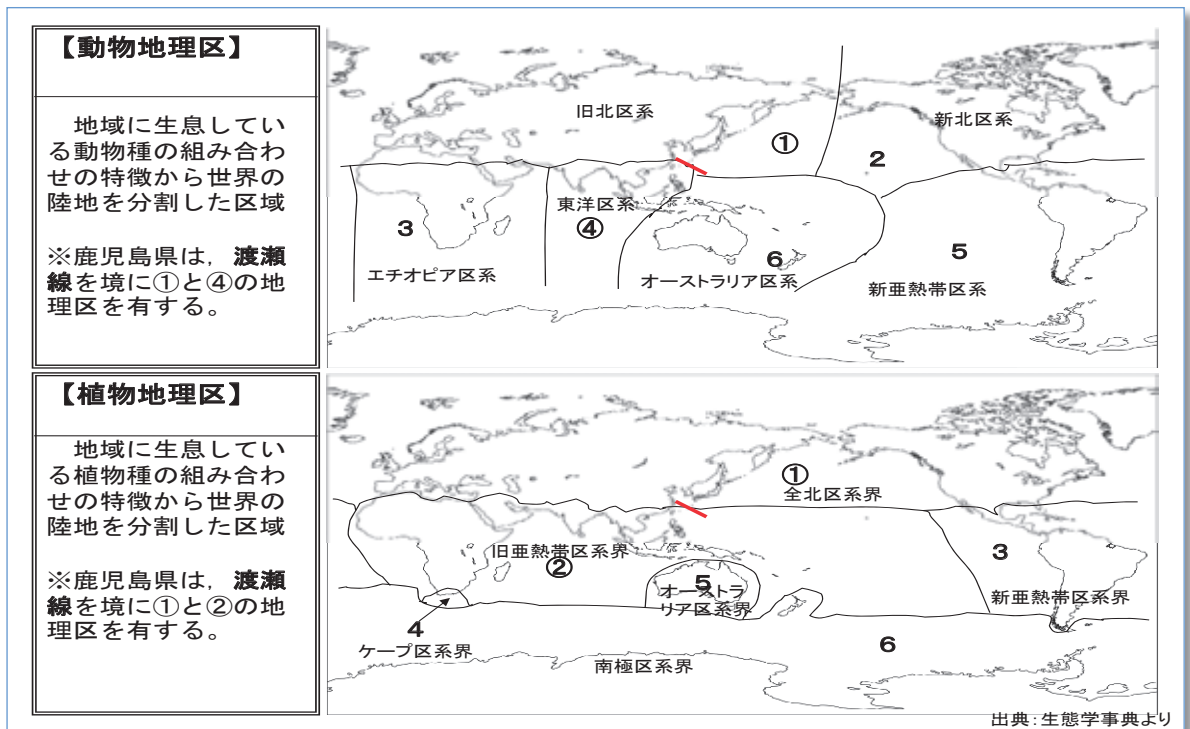 【動物地理区】
地域に生息してい
る動物種の組み合わ
せの特徴から世界の
陸地を分割した区域
※鹿児島県は，渡瀬
線を境に①と④の地
理区を有する。
旧北区系
①
新北区系
2
3
エチオピア区系
東洋区系
④
6
オーストラリア区系
5
新亜熱帯区系
【植物地理区】
地域に生息してい
る植物種の組み合わ
せの特徴から世界の
陸地を分割した区域
※鹿児島県は，渡瀬
線を境に①と②の地
理区を有する。
①
全北区系界
旧亜熱帯区系界
②
5
オーストラ
リア区系界
3
新亜熱帯区系界
4
ケープ区系界
6
南極区系界
出典：生態学事典より